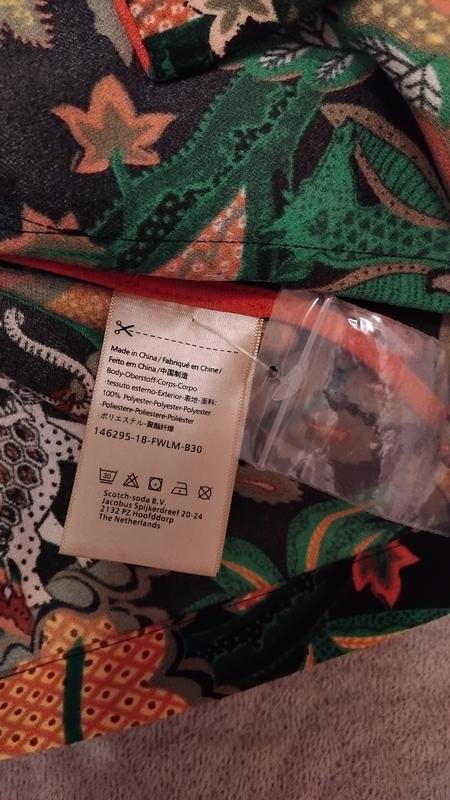 Made in China / Fabriqué en Chine /
Feito em China / 中国制造
Body-Oberstoff-Corps-Corpo
-tessuto esterno-Exterior-表地-面料:
100% Polyester-Polyester-Polyester
-Poliestere-Poliestere-Poliéster
-ポリエステル-聚酯纤维
146295-18-FWLM-B30
30
Scotch-soda B.V.
Jacobus Spijkerdreef 20-24
2132 PZ Hoofddorp
The Netherlands